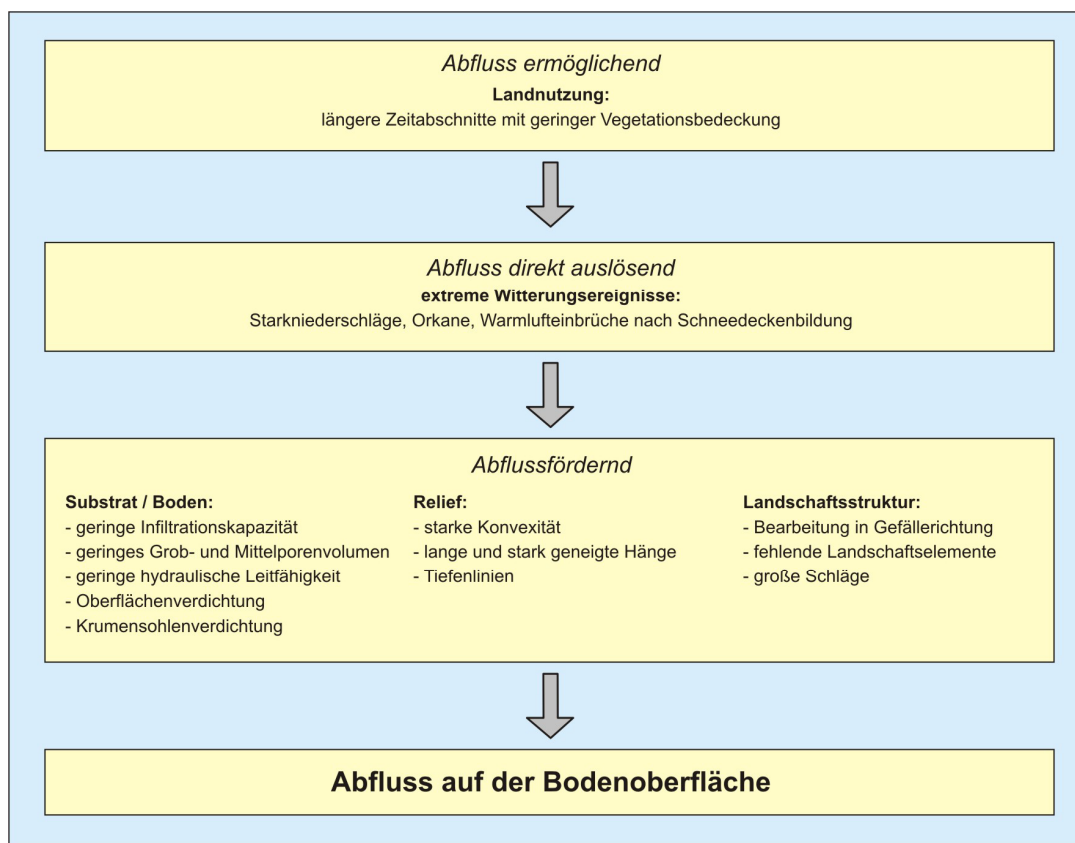 Abfluss ermöglichend
Landnutzung:
längere Zeitabschnitte mit geringer Vegetationsbedeckung
Abfluss direkt auslösend
extreme Witterungsereignisse:
Starkniederschläge, Orkane, Warmlufteinbrüche nach Schneedeckenbildung
Abflussfördernd
Substrat / Boden:
- geringe Infiltrationskapazität
- geringes Grob- und Mittelporenvolumen
- geringe hydraulische Leitfähigkeit
- Oberflächenverdichtung
- Krumensohlenverdichtung
Relief:
- starke Konvexität
- lange und stark geneigte Hänge
- Tiefenlinien
Landschaftsstruktur:
- Bearbeitung in Gefällerichtung
- fehlende Landschaftselemente
- große Schläge
Abfluss auf der Bodenoberfläche